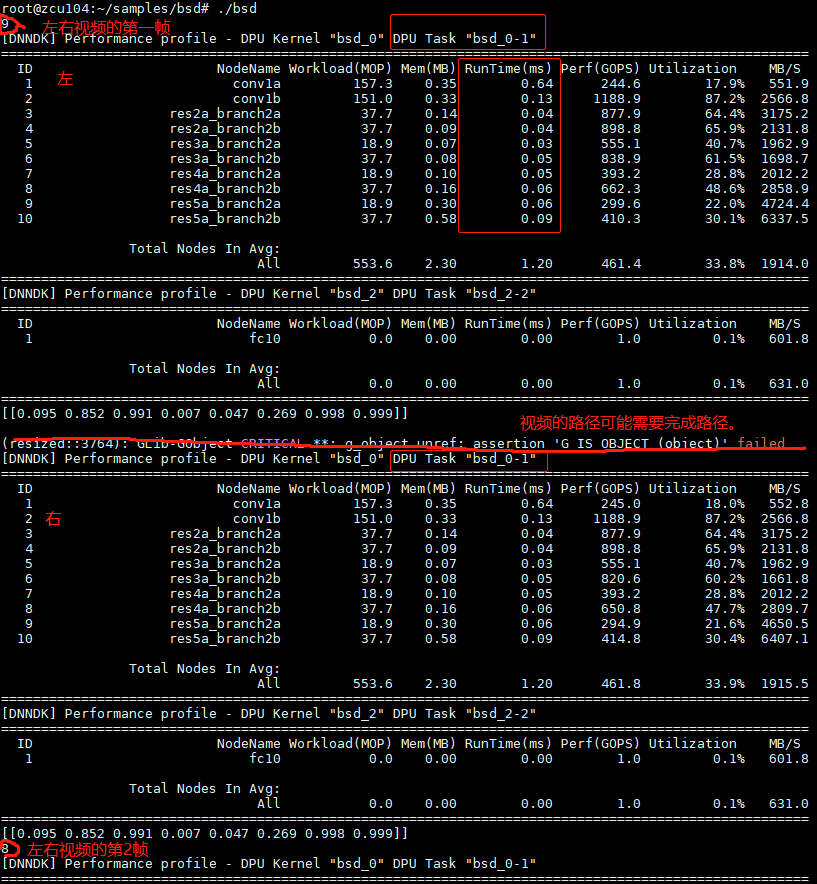 root@zcu104:~/samples/bsd# ./bsd
9 左右视频的第一帧
[DNNDK] Performance profile - DPU Kernel "bsd_0" DPU Task "bsd_0-1"
=====================================================================================================
ID NodeName Workload(MOP) Mem(MB) RunTime(ms) Perf(GOPS) Utilization MB/S
左
1 conv1a 157.3 0.35 0.64 244.6 17.9% 551.9
2 conv1b 151.0 0.33 0.13 1188.9 87.2% 2566.8
3 res2a_branch2a 37.7 0.14 0.04 877.9 64.4% 3175.2
4 res2a_branch2b 37.7 0.09 0.04 898.8 65.9% 2131.8
5 res3a_branch2a 18.9 0.07 0.03 555.1 40.7% 1962.9
6 res3a_branch2b 37.7 0.08 0.05 838.9 61.5% 1698.7
7 res4a_branch2a 18.9 0.10 0.05 393.2 28.8% 2012.2
8 res4a_branch2b 37.7 0.16 0.06 662.3 48.6% 2858.9
9 res5a_branch2a 18.9 0.30 0.06 299.6 22.0% 4724.4
10 res5a_branch2b 37.7 0.58 0.09 410.3 30.1% 6337.5
Total Nodes In Avg:
All 553.6 2.30 1.20 461.4 33.8% 1914.0
=====================================================================================================
[DNNDK] Performance profile - DPU Kernel "bsd_2" DPU Task "bsd_2-2"
=====================================================================================================
ID NodeName Workload(MOP) Mem(MB) RunTime(ms) Perf(GOPS) Utilization MB/S
1 fc10 0.0 0.00 0.00 1.0 0.1% 601.8
Total Nodes In Avg:
All 0.0 0.00 0.00 1.0 0.1% 631.0
=====================================================================================================
[[0.095 0.852 0.991 0.007 0.047 0.269 0.998 0.999]]
视频的路径可能需要完成路径。
(resized::3764): GLib-GObject-CRITICAL **: g_object_unref: assertion 'G_IS_OBJECT (object)' failed
[DNNDK] Performance profile - DPU Kernel "bsd_0" DPU Task "bsd_0-1"
=====================================================================================================
ID NodeName Workload(MOP) Mem(MB) RunTime(ms) Perf(GOPS) Utilization MB/S
1 conv1a 157.3 0.35 0.64 245.0 18.0% 552.8
2 右 conv1b 151.0 0.33 0.13 1188.9 87.2% 2566.8
3 res2a_branch2a 37.7 0.14 0.04 877.9 64.4% 3175.2
4 res2a_branch2b 37.7 0.09 0.04 898.8 65.9% 2131.8
5 res3a_branch2a 18.9 0.07 0.03 555.1 40.7% 1962.9
6 res3a_branch2b 37.7 0.08 0.05 820.6 60.2% 1661.8
7 res4a_branch2a 18.9 0.10 0.05 393.2 28.8% 2012.2
8 res4a_branch2b 37.7 0.16 0.06 650.8 47.7% 2809.7
9 res5a_branch2a 18.9 0.30 0.06 294.9 21.6% 4650.5
10 res5a_branch2b 37.7 0.58 0.09 414.8 30.4% 6407.1
Total Nodes In Avg:
All 553.6 2.30 1.20 461.8 33.9% 1915.5
=====================================================================================================
[DNNDK] Performance profile - DPU Kernel "bsd_2" DPU Task "bsd_2-2"
=====================================================================================================
ID NodeName Workload(MOP) Mem(MB) RunTime(ms) Perf(GOPS) Utilization MB/S
1 fc10 0.0 0.00 0.00 1.0 0.1% 601.8
Total Nodes In Avg:
All 0.0 0.00 0.00 1.0 0.1% 631.0
=====================================================================================================
[[0.095 0.852 0.991 0.007 0.047 0.269 0.998 0.999]]
8 左右视频的第2帧
[DNNDK] Performance profile - DPU Kernel "bsd_0" DPU Task "bsd_0-1"
=====================================================================================================